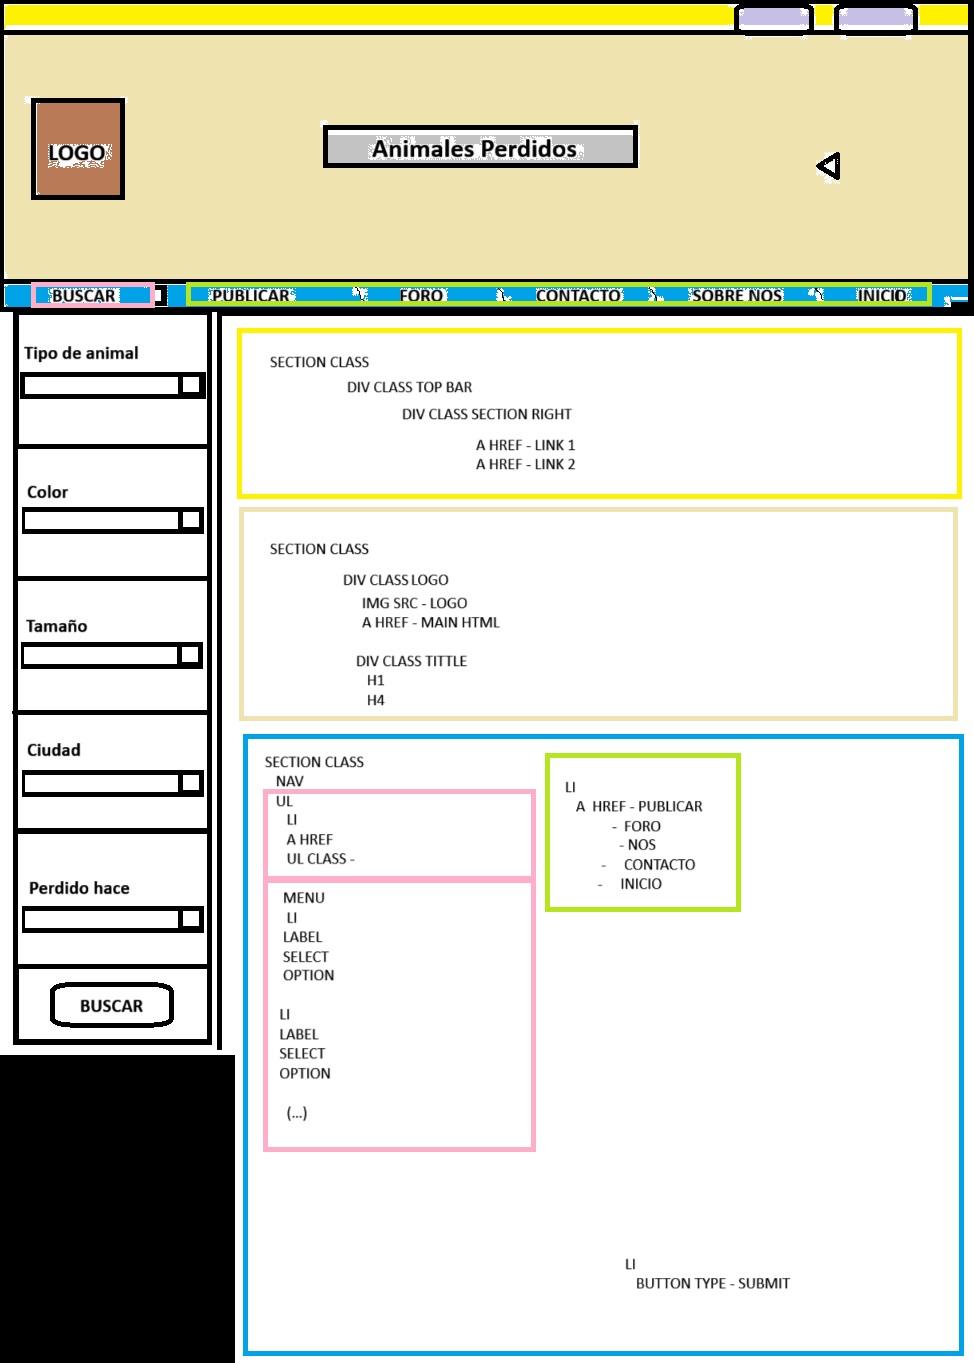 LOGO
Animales Perdidos
BUSCAR PUBLICAR FORO CONTACTO SOBRE NOS INICIO
Tipo de animal
Color
Tamaño
Ciudad
Perdido hace
BUSCAR
SECTION CLASS
DIV CLASS TOP BAR
DIV CLASS SECTION RIGHT
A HREF - LINK 1
A HREF - LINK 2
SECTION CLASS
DIV CLASS LOGO
IMG SRC - LOGO
A HREF - MAIN HTML
DIV CLASS TITTLE
H1
H4
SECTION CLASS
NAV
UL
LI
A HREF
UL CLASS -
MENU
LI
LABEL
SELECT
OPTION
LI
LABEL
SELECT
OPTION
(...)
LI
A HREF - PUBLICAR
- FORO
- NOS
- CONTACTO
- INICIO
LI
BUTTON TYPE - SUBMIT